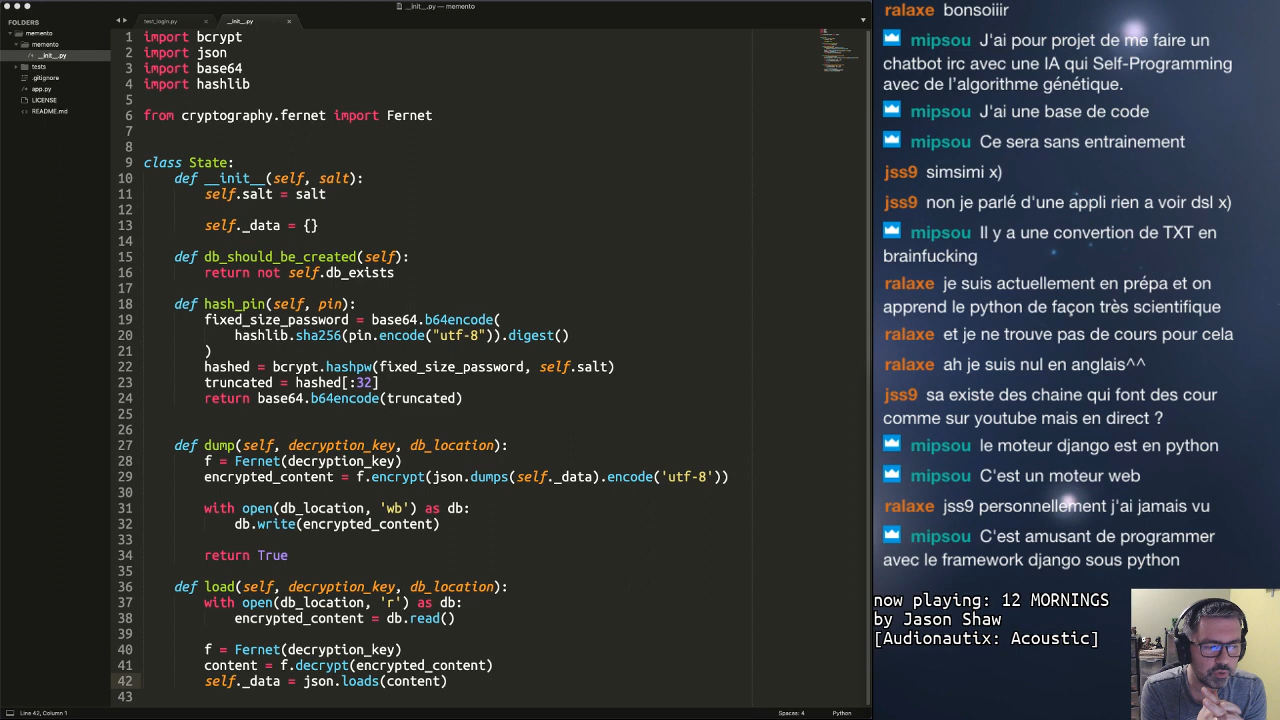 __init__.py — memento
FOLDERS
memento
memento
__init__.py
tests
.gitignore
app.py
LICENSE
README.md
test_login.py
__init__.py
1 import bcrypt
2 import json
3 import base64
4 import hashlib
5
6 from cryptography.fernet import Fernet
7
8
9 class State:
10 def __init__(self, salt):
11 self.salt = salt
12
13 self._data = {}
14
15 def db_should_be_created(self):
16 return not self.db_exists
17
18 def hash_pin(self, pin):
19 fixed_size_password = base64.b64encode(
20 hashlib.sha256(pin.encode("utf-8")).digest()
21 )
22 hashed = bcrypt.hashpw(fixed_size_password, self.salt)
23 truncated = hashed[:32]
24 return base64.b64encode(truncated)
25
26
27 def dump(self, decryption_key, db_location):
28 f = Fernet(decryption_key)
29 encrypted_content = f.encrypt(json.dumps(self._data).encode('utf-8'))
30
31 with open(db_location, 'wb') as db:
32 db.write(encrypted_content)
33
34 return True
35
36 def load(self, decryption_key, db_location):
37 with open(db_location, 'r') as db:
38 encrypted_content = db.read()
39
40 f = Fernet(decryption_key)
41 content = f.decrypt(encrypted_content)
42 self._data = json.loads(content)
43
Line 42, Column 1
Spaces: 4
Python
ralaxe bonsoiiir
mipsou J'ai pour projet de me faire un
chatbot irc avec une IA qui Self-Programming
avec de l'algorithme génétique.
mipsou J'ai une base de code
mipsou Ce sera sans entrainement
jss9 simsimi x)
jss9 non je parlé d'une appli rien a voir dsl x)
mipsou Il y a une convertion de TXT en
brainfucking
ralaxe je suis actuellement en prépa et on
apprend le python de façon très scientifique
ralaxe et je ne trouve pas de cours pour cela
ralaxe ah je suis nul en anglais^^
jss9 sa existe des chaine qui font des cour
comme sur youtube mais en direct ?
mipsou le moteur django est en python
mipsou C'est un moteur web
ralaxe jss9 personnellement j'ai jamais vu
mipsou C'est amusant de programmer
avec le framework django sous python
now playing: 12 MORNINGS
by Jason Shaw
[Audionautix: Acoustic]